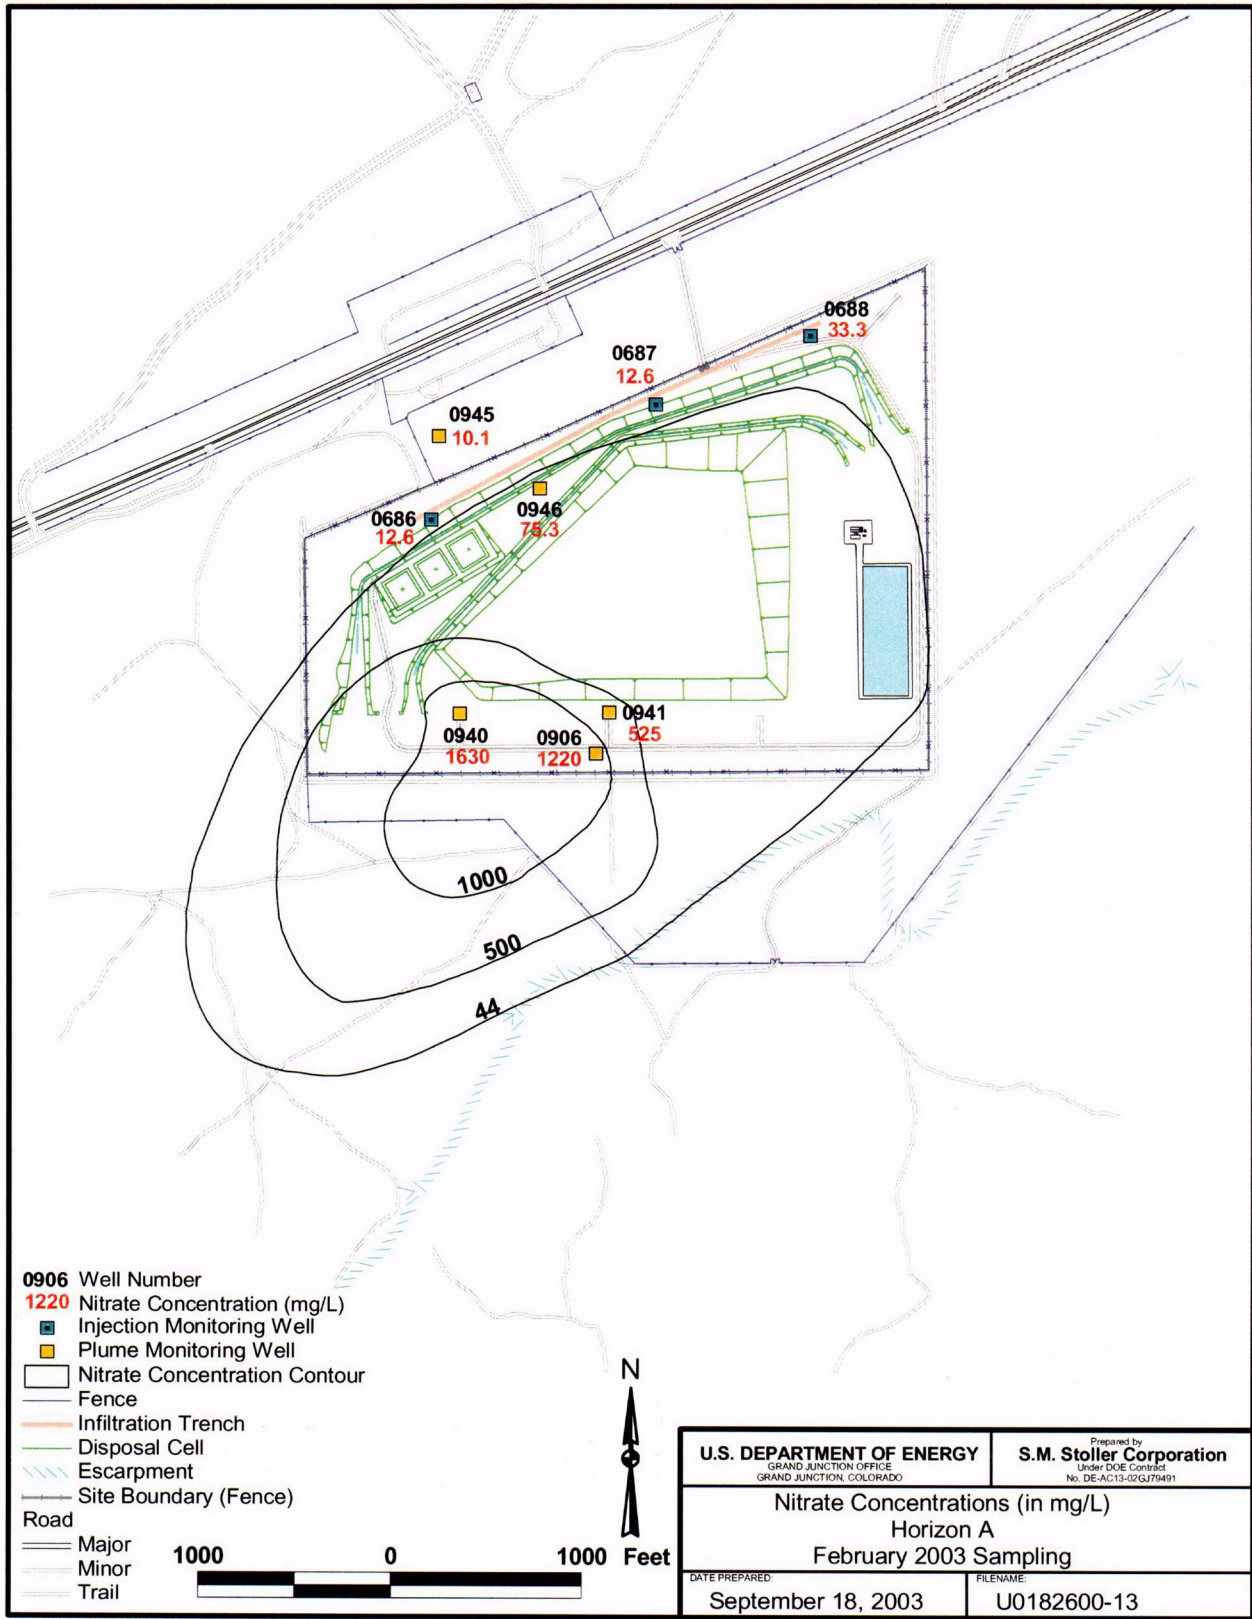 0688
33.3
0687
12.6
0945
10.1
0946
75.3
0686
12.6
0941
525
0940
1630
0906
1220
1000
500
44
0906 Well Number
1220 Nitrate Concentration (mg/L)
Injection Monitoring Well
Plume Monitoring Well
Nitrate Concentration Contour
Fence
Infiltration Trench
Disposal Cell
Escarpment
Site Boundary (Fence)
Road
Major
Minor
Trail
1000 0 1000 Feet
N
U.S. DEPARTMENT OF ENERGY
GRAND JUNCTION OFFICE
GRAND JUNCTION, COLORADO
Prepared by
S.M. Stoller Corporation
Under DOE Contract
No. DE-AC13-02GJ79491
Nitrate Concentrations (in mg/L)
Horizon A
February 2003 Sampling
DATE PREPARED:
September 18, 2003
FILENAME:
U0182600-13